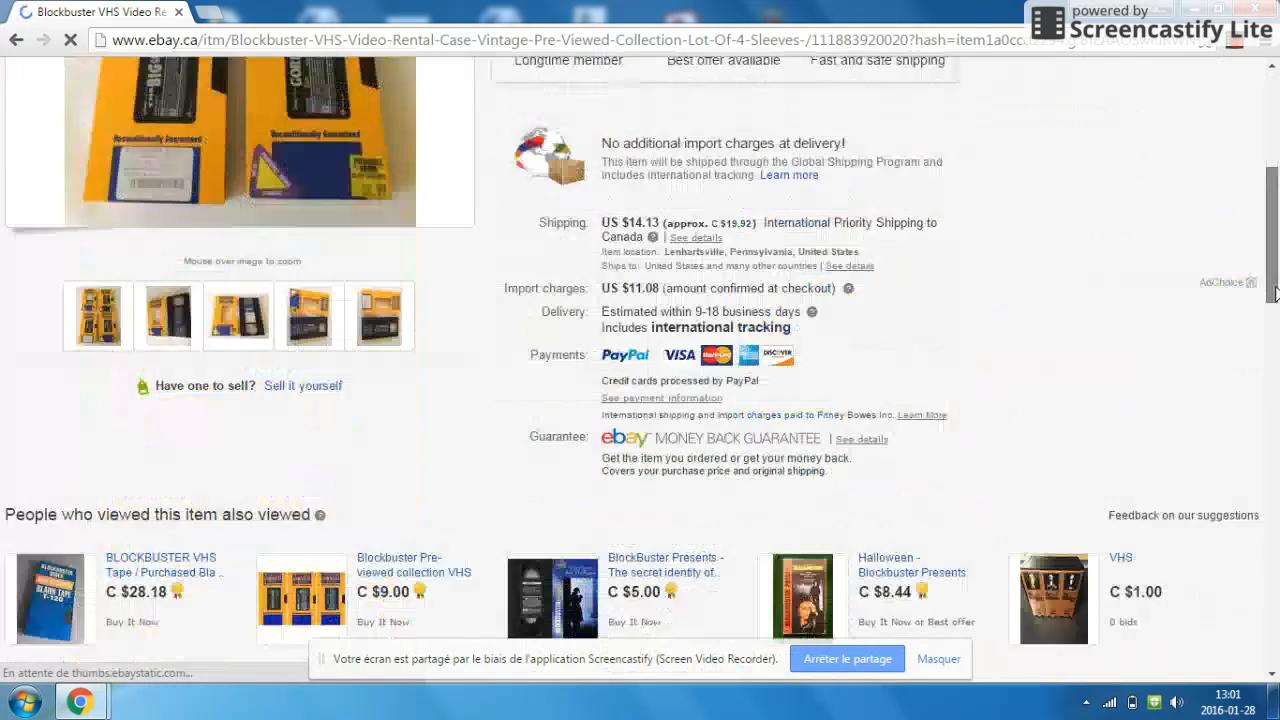 Blockbuster VHS Video Re
powered by
Screencastify Lite
www.ebay.ca/itm/Blockbuster-VH
Collection-Lot-Of-4-Sleeves-/111883920020?hash=item1a0ccd
Longtime member
Best offer available
Fast and safe shipping
Unconditionally Guaranteed
Unconditionally Guaranteed
No additional import charges at delivery!
This item will be shipped through the Global Shipping Program and
includes international tracking. Learn more
Shipping: US $14.13 (approx. C $19.92) International Priority Shipping to
Canada | See details
Item location: Lenhartsville, Pennsylvania, United States
Ships to: United States and many other countries | See details
AdChoice
Import charges: US $11.08 (amount confirmed at checkout)
Delivery: Estimated within 9-18 business days
Includes international tracking
Payments: PayPal VISA MasterCard DISCOVER
Credit cards processed by PayPal
See payment information
International shipping and import charges paid to Pitney Bowes Inc. Learn More
Guarantee: ebay MONEY BACK GUARANTEE | See details
Get the item you ordered or get your money back.
Covers your purchase price and original shipping.
Mouse over image to zoom
Have one to sell? Sell it yourself
People who viewed this item also viewed
Feedback on our suggestions
BLOCKBUSTER VHS
Tape / Purchased Bla ..
C $28.18
Buy It Now
Blockbuster Pre-
viewed collection VHS
C $9.00
Buy It Now
BlockBuster Presents -
The secret identity of..
C $5.00
Buy It Now
Halloween -
Blockbuster Presents
C $8.44
Buy It Now or Best offer
VHS
C $1.00
0 bids
Votre écran est partagé par le biais de l'application Screencastify (Screen Video Recorder).
Arrêter le partage
Masquer
En attente de thumbs.ebaystatic.com...
13:01
2016-01-28